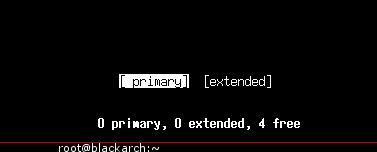 [ primary]  [extended]
0 primary, 0 extended, 4 free
root@blackarch:~